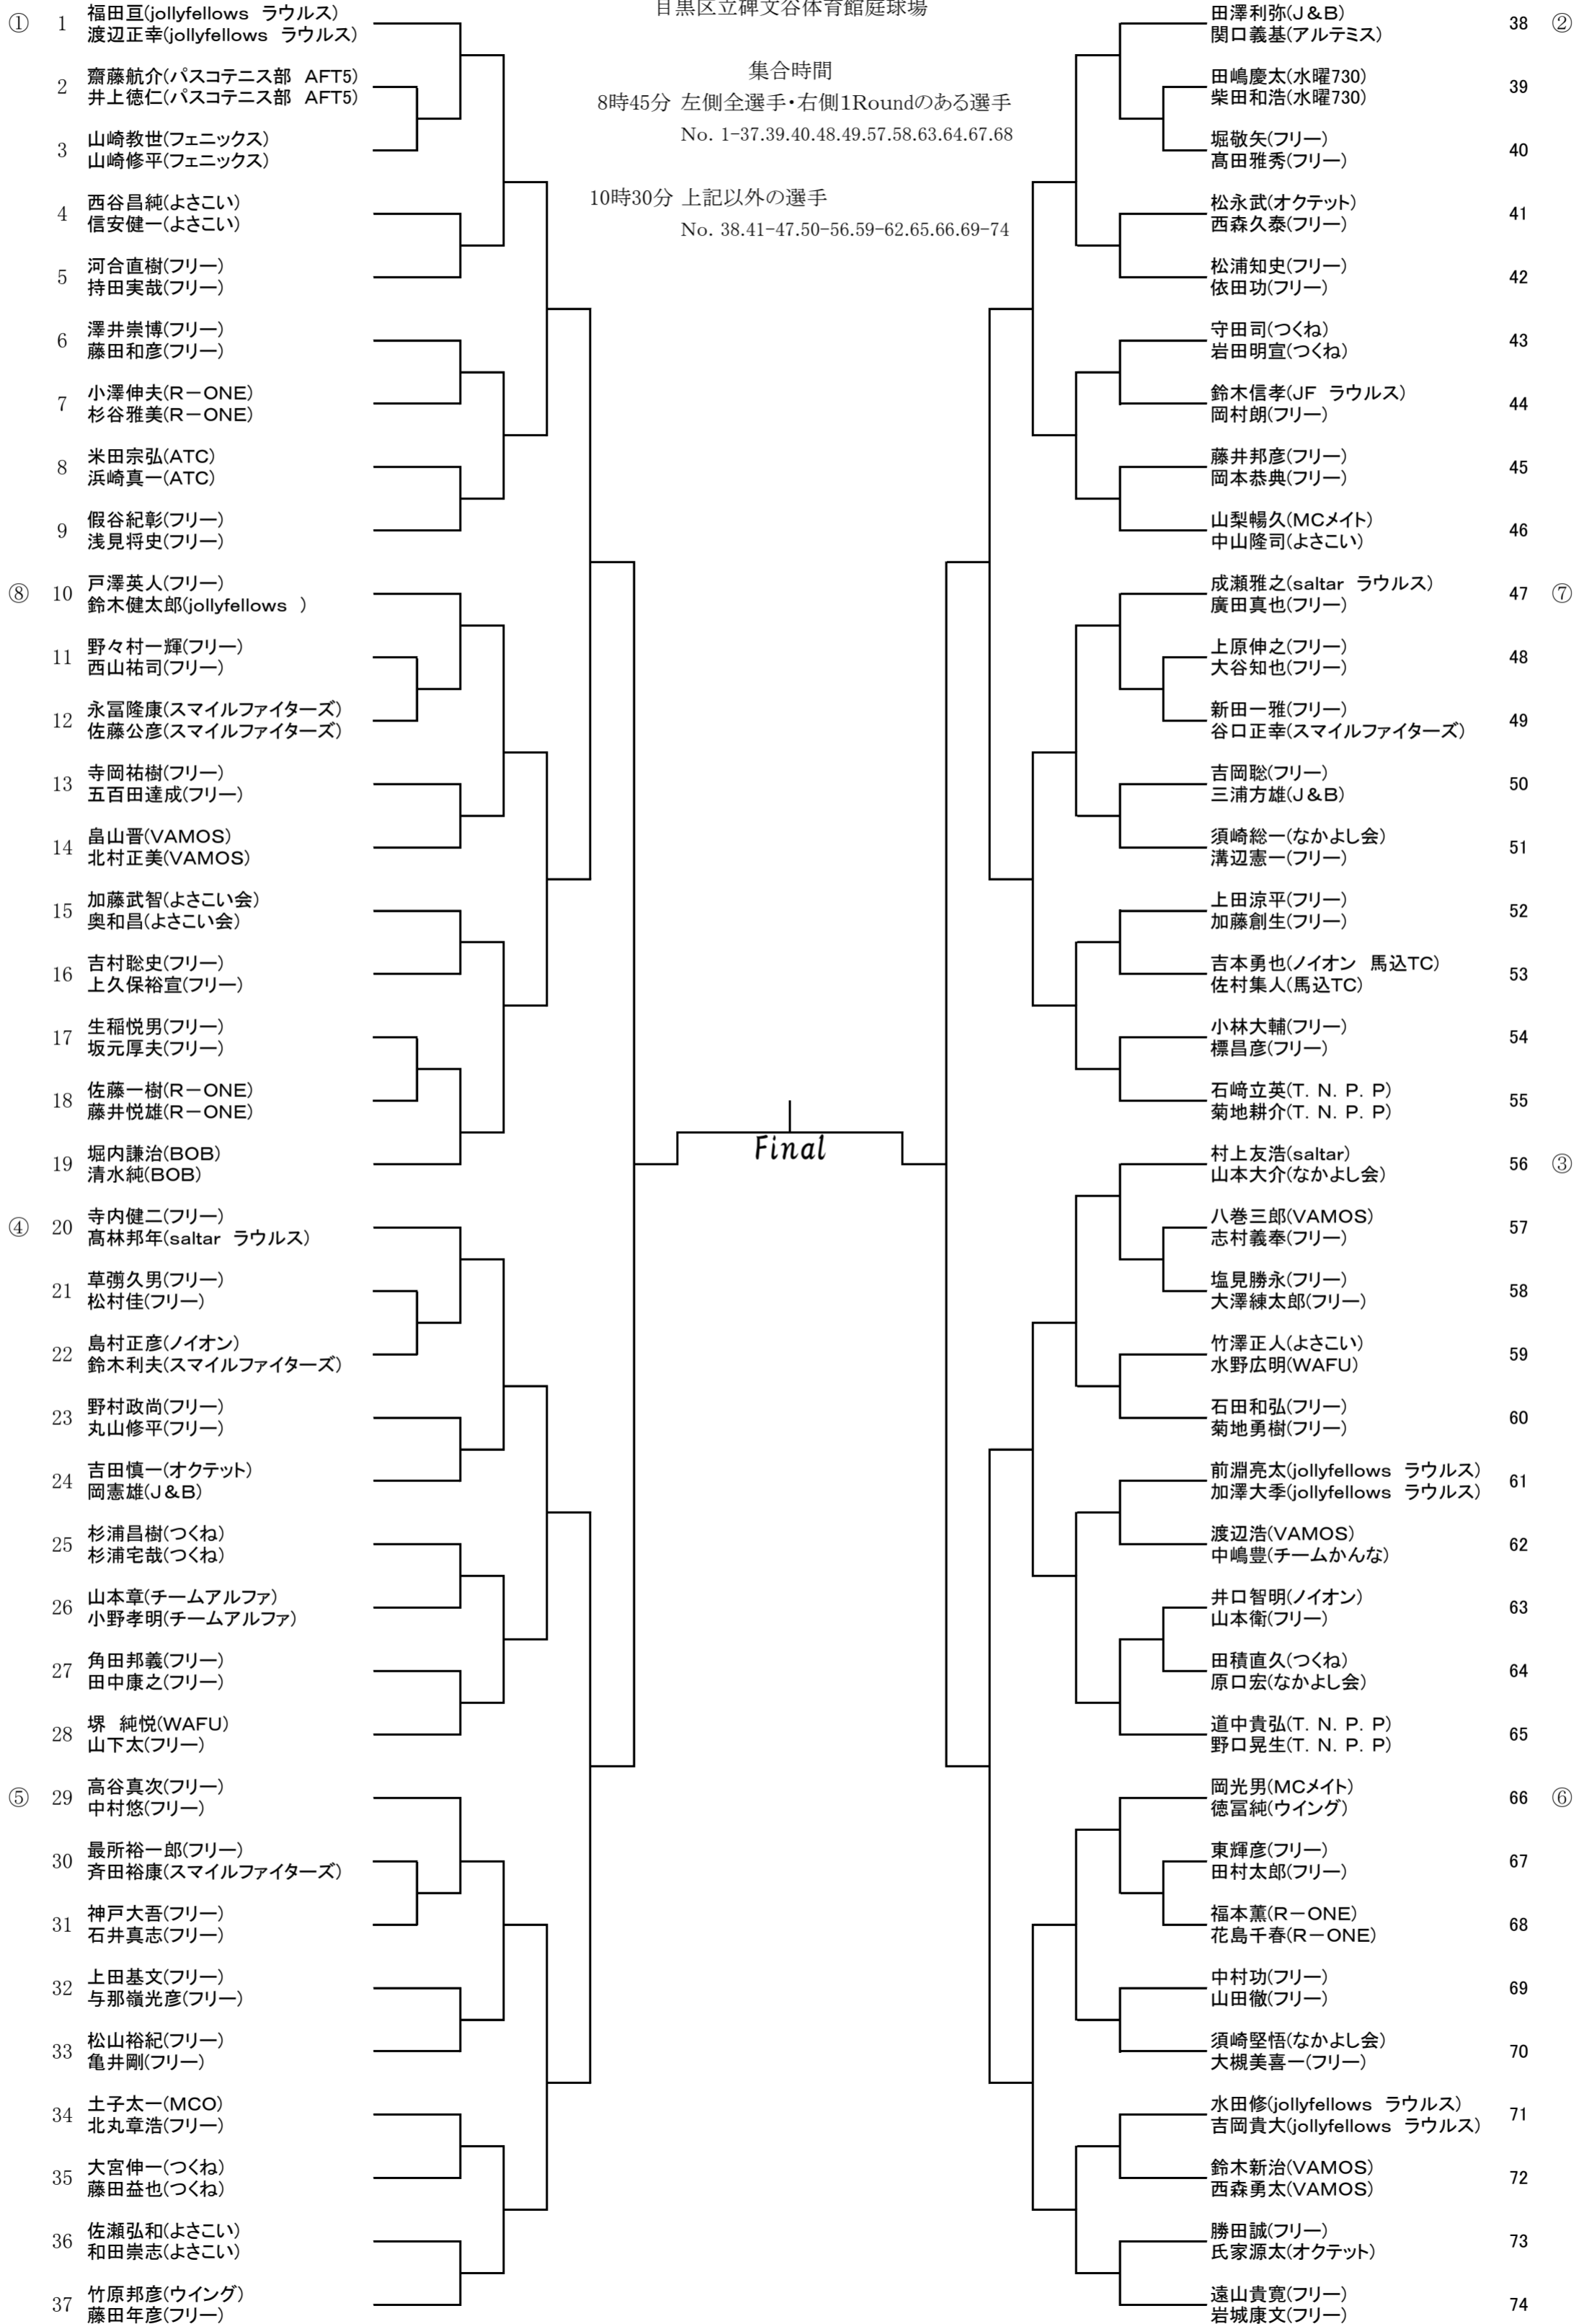 目黒区立碑文谷体育館庭球場
集合時間
8時45分 左側全選手・右側1Roundのある選手
No. 1-37.39.40.48.49.57.58.63.64.67.68
10時30分 上記以外の選手
No. 38.41-47.50-56.59-62.65.66.69-74
① 1
福田亘(jollyfellows ラウルス)
渡辺正幸(jollyfellows ラウルス)
2
齋藤航介(パスコテニス部 AFT5)
井上徳仁(パスコテニス部 AFT5)
3
山崎教世(フェニックス)
山崎修平(フェニックス)
4
西谷昌純(よさこい)
信安健一(よさこい)
5
河合直樹(フリー)
持田実哉(フリー)
6
澤井崇博(フリー)
藤田和彦(フリー)
7
小澤伸夫(R－ONE)
杉谷雅美(R－ONE)
8
米田宗弘(ATC)
浜崎真一(ATC)
9
假谷紀彰(フリー)
浅見将史(フリー)
⑧ 10
戸澤英人(フリー)
鈴木健太郎(jollyfellows )
11
野々村一輝(フリー)
西山祐司(フリー)
12
永冨隆康(スマイルファイターズ)
佐藤公彦(スマイルファイターズ)
13
寺岡祐樹(フリー)
五百田達成(フリー)
14
畠山晋(VAMOS)
北村正美(VAMOS)
15
加藤武智(よさこい会)
奥和昌(よさこい会)
16
吉村聡史(フリー)
上久保裕宣(フリー)
17
生稲悦男(フリー)
坂元厚夫(フリー)
18
佐藤一樹(R－ONE)
藤井悦雄(R－ONE)
19
堀内謙治(BOB)
清水純(BOB)
④ 20
寺内健二(フリー)
髙林邦年(saltar ラウルス)
21
草彅久男(フリー)
松村佳(フリー)
22
島村正彦(ノイオン)
鈴木利夫(スマイルファイターズ)
23
野村政尚(フリー)
丸山修平(フリー)
24
吉田慎一(オクテット)
岡憲雄(J＆B)
25
杉浦昌樹(つくね)
杉浦宅哉(つくね)
26
山本章(チームアルファ)
小野孝明(チームアルファ)
27
角田邦義(フリー)
田中康之(フリー)
28
堺 純悦(WAFU)
山下太(フリー)
⑤ 29
高谷真次(フリー)
中村悠(フリー)
30
最所裕一郎(フリー)
斉田裕康(スマイルファイターズ)
31
神戸大吾(フリー)
石井真志(フリー)
32
上田基文(フリー)
与那嶺光彦(フリー)
33
松山裕紀(フリー)
亀井剛(フリー)
34
土子太一(MCO)
北丸章浩(フリー)
35
大宮伸一(つくね)
藤田益也(つくね)
36
佐瀬弘和(よさこい)
和田崇志(よさこい)
37
竹原邦彦(ウイング)
藤田年彦(フリー)
Final
田澤利弥(J＆B)
関口義基(アルテミス)
38 ②
田嶋慶太(水曜730)
柴田和浩(水曜730)
39
堀敬矢(フリー)
髙田雅秀(フリー)
40
松永武(オクテット)
西森久泰(フリー)
41
松浦知史(フリー)
依田功(フリー)
42
守田司(つくね)
岩田明宣(つくね)
43
鈴木信孝(JF ラウルス)
岡村朗(フリー)
44
藤井邦彦(フリー)
岡本恭典(フリー)
45
山梨暢久(MCメイト)
中山隆司(よさこい)
46
成瀬雅之(saltar ラウルス)
廣田真也(フリー)
47 ⑦
上原伸之(フリー)
大谷知也(フリー)
48
新田一雅(フリー)
谷口正幸(スマイルファイターズ)
49
吉岡聡(フリー)
三浦方雄(J＆B)
50
須崎総一(なかよし会)
溝辺憲一(フリー)
51
上田涼平(フリー)
加藤創生(フリー)
52
吉本勇也(ノイオン 馬込TC)
佐村集人(馬込TC)
53
小林大輔(フリー)
標昌彦(フリー)
54
石﨑立英(T. N. P. P)
菊地耕介(T. N. P. P)
55
村上友浩(saltar)
山本大介(なかよし会)
56 ③
八巻三郎(VAMOS)
志村義奉(フリー)
57
塩見勝永(フリー)
大澤練太郎(フリー)
58
竹澤正人(よさこい)
水野広明(WAFU)
59
石田和弘(フリー)
菊地勇樹(フリー)
60
前淵亮太(jollyfellows ラウルス)
加澤大季(jollyfellows ラウルス)
61
渡辺浩(VAMOS)
中嶋豊(チームかんな)
62
井口智明(ノイオン)
山本衛(フリー)
63
田積直久(つくね)
原口宏(なかよし会)
64
道中貴弘(T. N. P. P)
野口晃生(T. N. P. P)
65
岡光男(MCメイト)
徳冨純(ウイング)
66 ⑥
東輝彦(フリー)
田村太郎(フリー)
67
福本薫(R－ONE)
花島千春(R－ONE)
68
中村功(フリー)
山田徹(フリー)
69
須崎堅悟(なかよし会)
大槻美喜一(フリー)
70
水田修(jollyfellows ラウルス)
吉岡貴大(jollyfellows ラウルス)
71
鈴木新治(VAMOS)
西森勇太(VAMOS)
72
勝田誠(フリー)
氏家源太(オクテット)
73
遠山貴寛(フリー)
岩城康文(フリー)
74